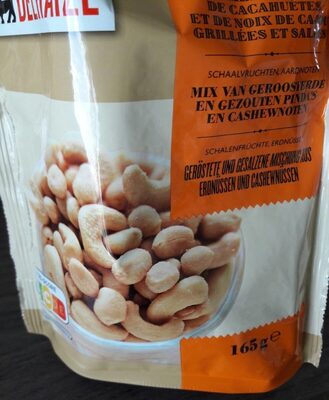 DELHAIZE
DE CACAHUÈTES
ET DE NOIX DE CAJ
GRILLÉES ET SALÉ
SCHAALVRUCHTEN, AARDNOTEN
MIX VAN GEROOSTERDE
EN GEZOUTEN PINDA'S
EN CASHEWNOTEN
SCHALENFRÜCHTE, ERDNÜSSE
GERÖSTETE UND GESALZENE MISCHUNG AUS
ERDNÜSSEN UND CASHEWNÜSSEN
165g e